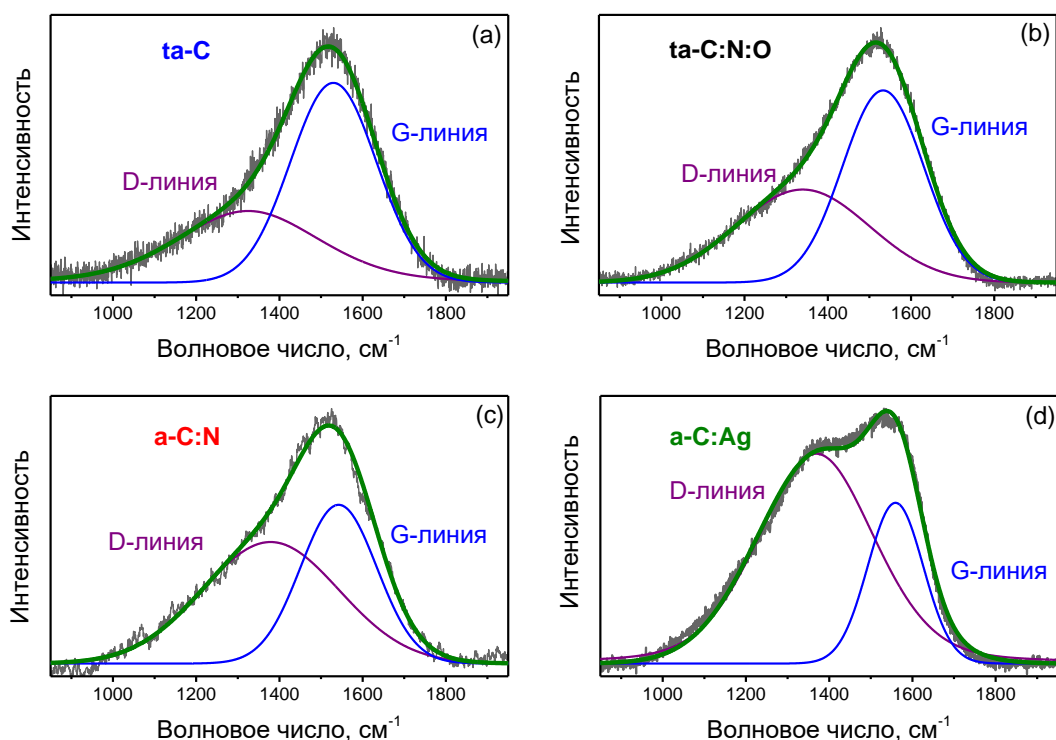 (a)
ta-C
Интенсивность
G-линия
D-линия
1000 1200 1400 1600 1800
Волновое число, см⁻¹
(b)
ta-C:N:O
Интенсивность
G-линия
D-линия
1000 1200 1400 1600 1800
Волновое число, см⁻¹
(c)
a-C:N
Интенсивность
D-линия
G-линия
1000 1200 1400 1600 1800
Волновое число, см⁻¹
(d)
a-C:Ag
Интенсивность
D-линия
G-линия
1000 1200 1400 1600 1800
Волновое число, см⁻¹